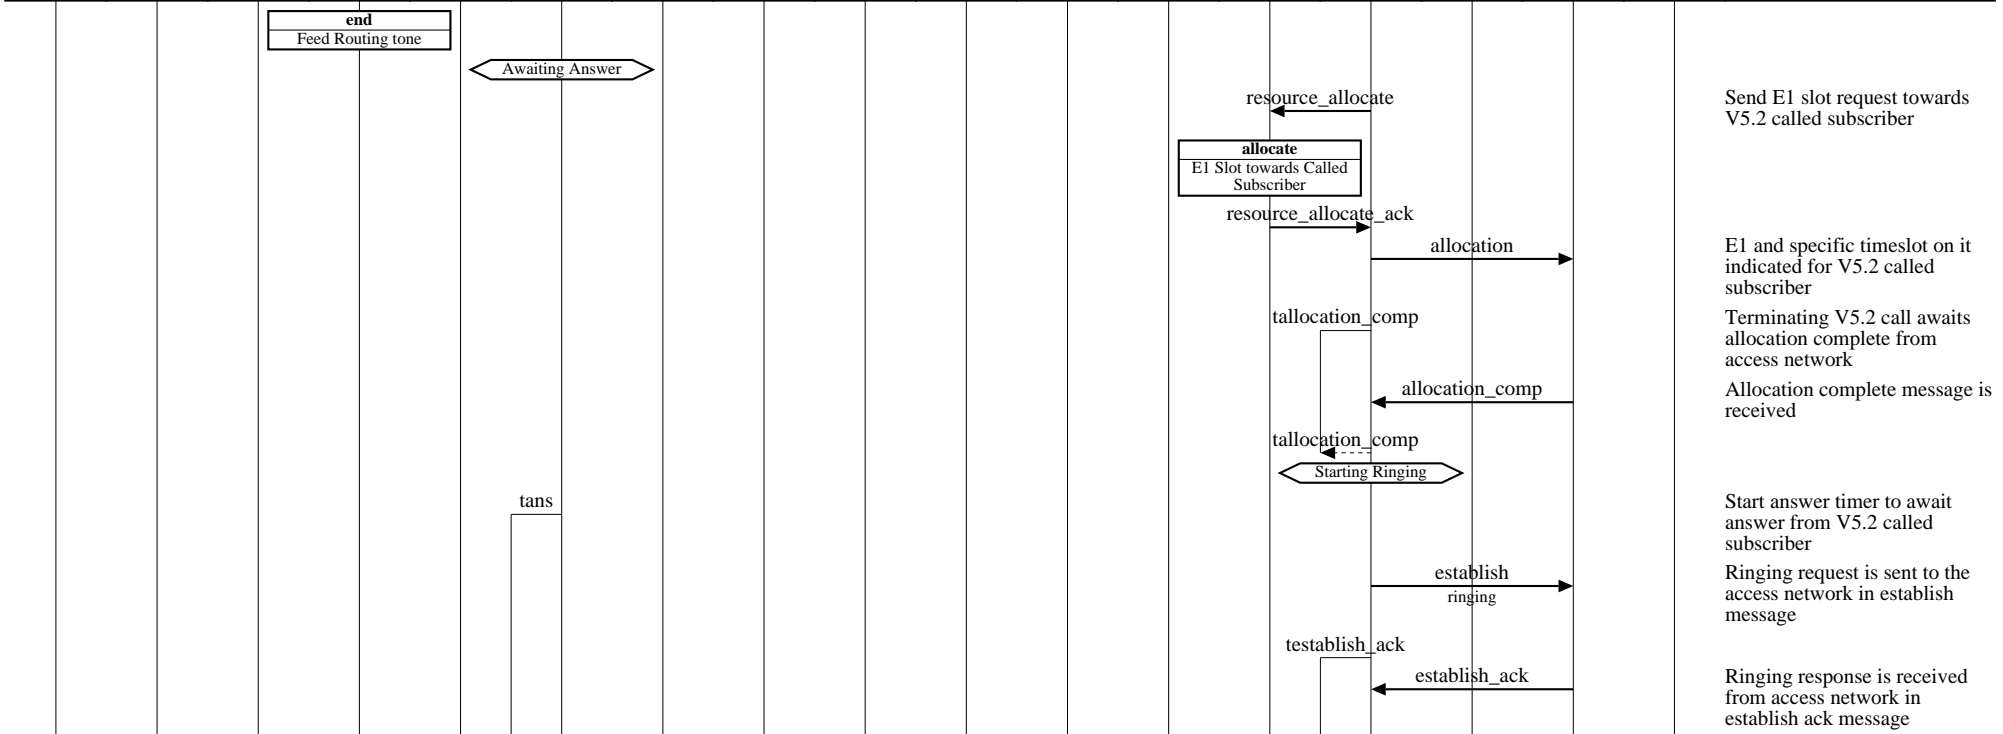 end
Feed Routing tone
Awaiting Answer
resource_allocate
Send E1 slot request towards
V5.2 called subscriber
allocate
E1 Slot towards Called
Subscriber
resource_allocate_ack
allocation
E1 and specific timeslot on it
indicated for V5.2 called
subscriber
tallocation_comp
Terminating V5.2 call awaits
allocation complete from
access network
allocation_comp
Allocation complete message is
received
tallocation_comp
Starting Ringing
tans
Start answer timer to await
answer from V5.2 called
subscriber
establish
ringing
Ringing request is sent to the
access network in establish
message
testablish_ack
establish_ack
Ringing response is received
from access network in
establish ack message